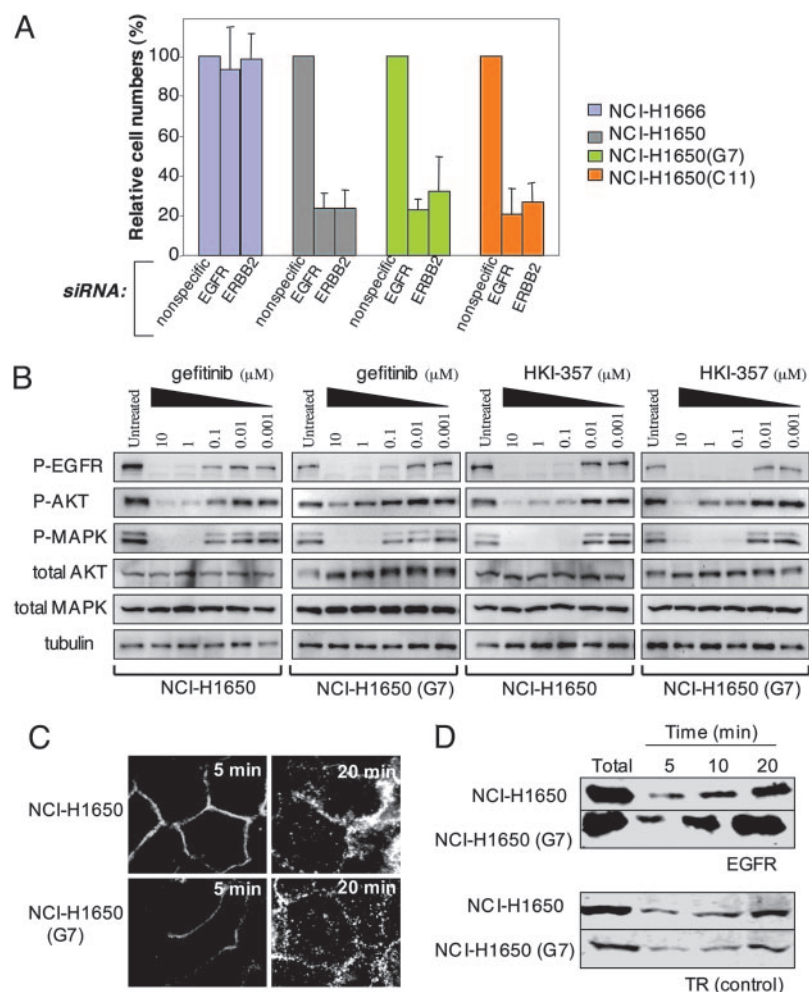 A
Relative cell numbers (%)
100
80
60
40
20
0
siRNA:
nonspecific
EGFR
ERBB2
nonspecific
EGFR
ERBB2
nonspecific
EGFR
ERBB2
nonspecific
EGFR
ERBB2
NCI-H1666
NCI-H1650
NCI-H1650(G7)
NCI-H1650(C11)
B
gefitinib (μM) gefitinib (μM) HKI-357 (μM) HKI-357 (μM)
Untreated 10 1 0.1 0.01 0.001 Untreated 10 1 0.1 0.01 0.001 Untreated 10 1 0.1 0.01 0.001 Untreated 10 1 0.1 0.01 0.001
P-EGFR
P-AKT
P-MAPK
total AKT
total MAPK
tubulin
NCI-H1650 NCI-H1650 (G7) NCI-H1650 NCI-H1650 (G7)
C
5 min 20 min
NCI-H1650
5 min 20 min
NCI-H1650
(G7)
D
Time (min)
Total 5 10 20
NCI-H1650
NCI-H1650 (G7)
EGFR
NCI-H1650
NCI-H1650 (G7)
TR (control)